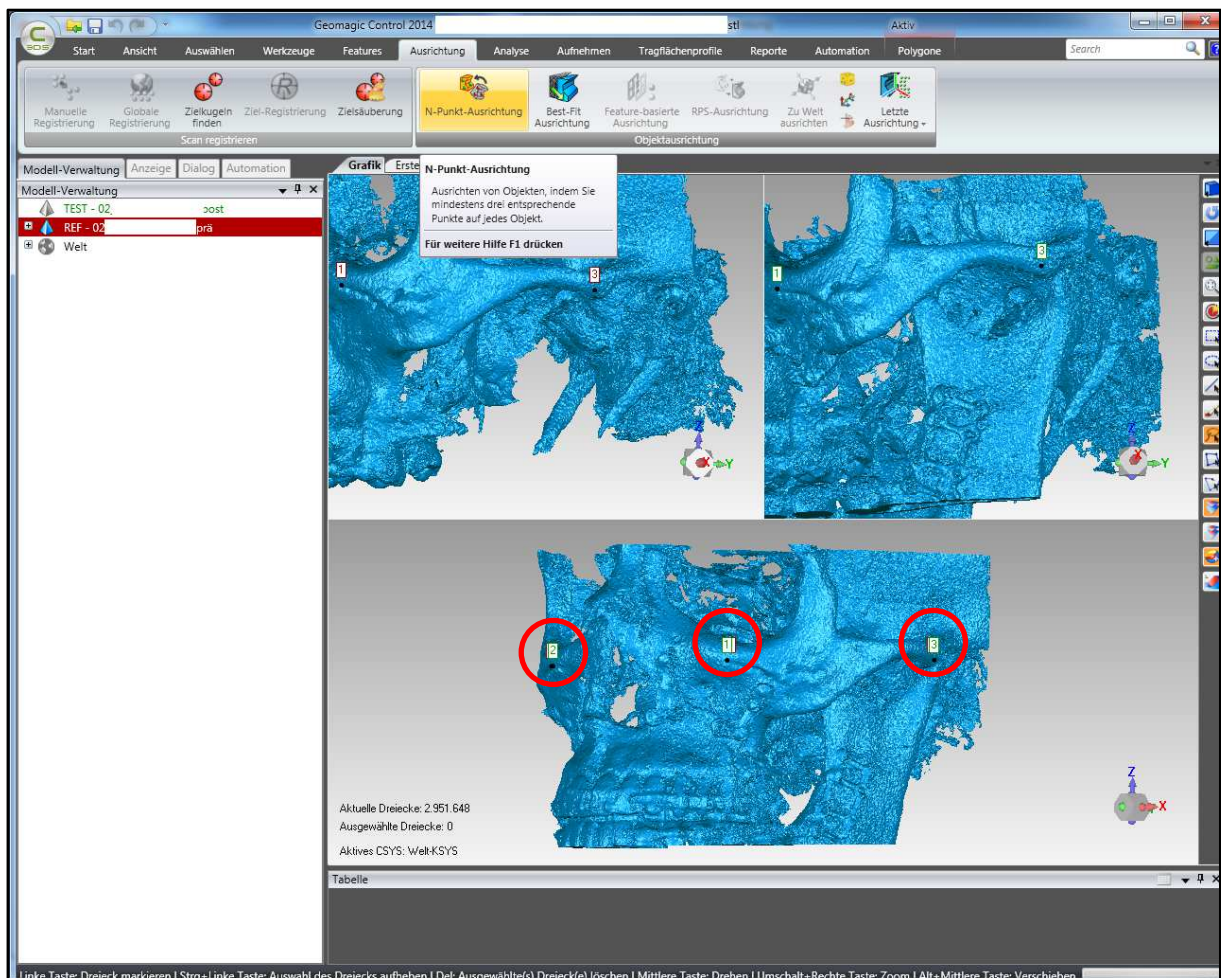 Geomagic Control 2014 stl Aktiv
Start Ansicht Auswählen Werkzeuge Features Ausrichtung Analyse Aufnehmen Tragflächenprofile Reporte Automation Polygone Search
Manuelle Registrierung
Globale Registrierung
Zielkugeln finden
Ziel-Registrierung
Zielsäuberung
N-Punkt-Ausrichtung
Best-Fit Ausrichtung
Feature-basierte Ausrichtung
RPS-Ausrichtung
Zu Welt ausrichten
Letzte Ausrichtung
Scan registrieren
Objektausrichtung
Modell-Verwaltung Anzeige Dialog Automation
Grafik Erste
Modell-Verwaltung
TEST - 02 post
REF - 02 prä
Welt
N-Punkt-Ausrichtung
Ausrichten von Objekten, indem Sie
mindestens drei entsprechende
Punkte auf jedes Objekt.
Für weitere Hilfe F1 drücken
1 3
1 3
Z X Y
Z X Y
2 1 3
Z X
Aktuelle Dreiecke: 2.951.648
Ausgewählte Dreiecke: 0
Aktives CSYS: Welt-KSYS
Tabelle
Linke Taste: Dreieck markieren | Strg+Linke Taste: Auswahl des Dreiecks aufheben | Del: Ausgewählte(s) Dreieck(e) löschen | Mittlere Taste: Drehen | Umschalt+Rechte Taste: Zoom | Alt+Mittlere Taste: Verschieben